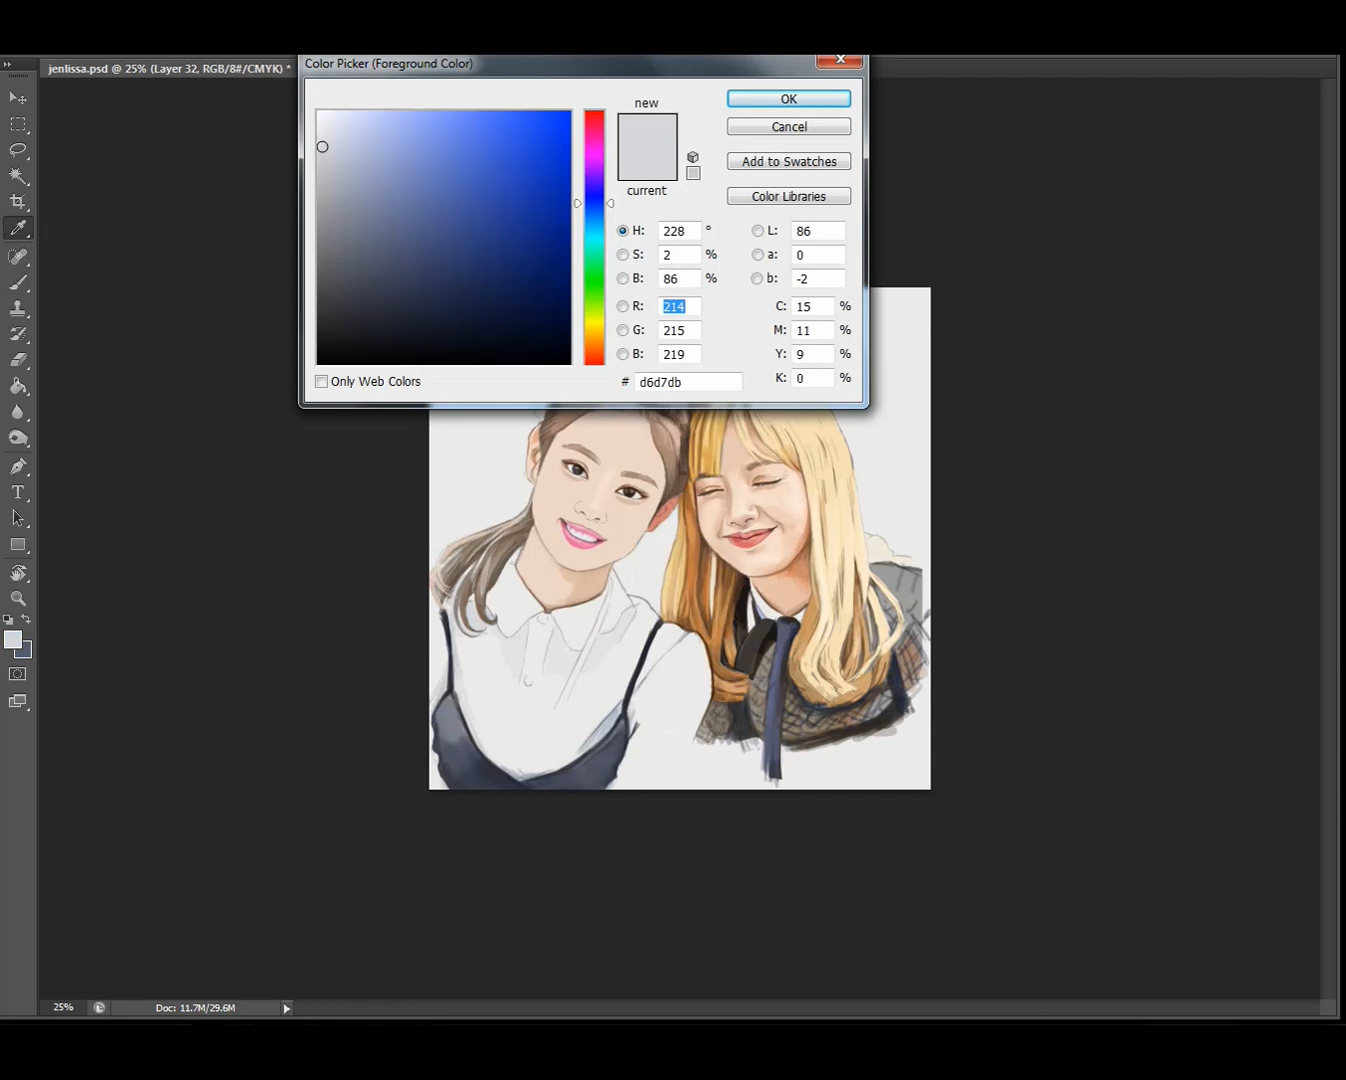 jenlissa.psd @ 25% (Layer 32, RGB/8#/CMYK) *
Color Picker (Foreground Color)
new
current
OK
Cancel
Add to Swatches
Color Libraries
H: 228 °
S: 2 %
B: 86 %
R: 214
G: 215
B: 219
# d6d7db
L: 86
a: 0
b: -2
C: 15 %
M: 11 %
Y: 9 %
K: 0 %
Only Web Colors
T
25%
Doc: 11.7M/29.6M